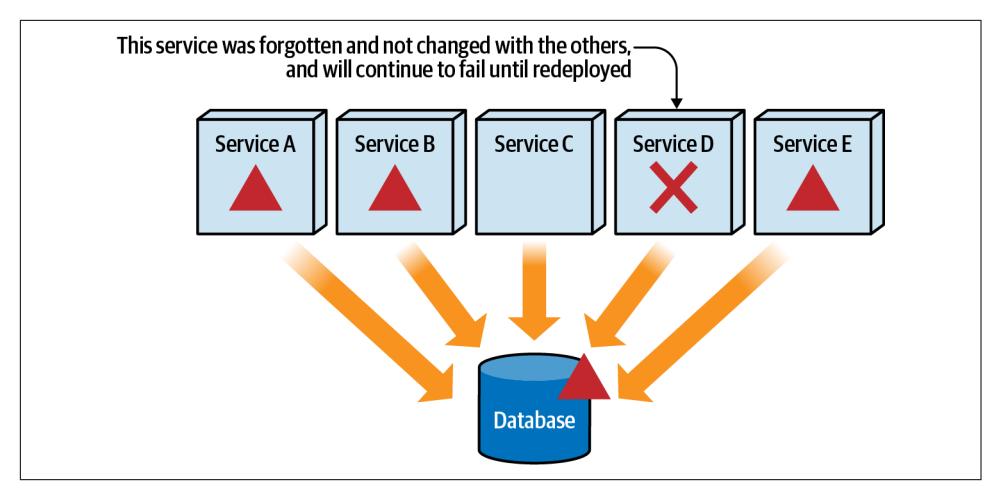 This service was forgotten and not changed with the others,
and will continue to fail until redeployed
Service A
Service B
Service C
Service D
Service E
Database